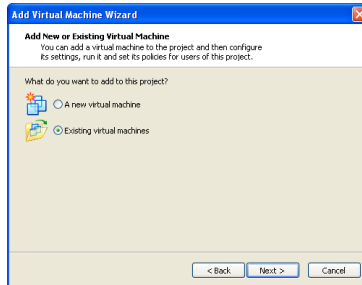 Add Virtual Machine Wizard
Add New or Existing Virtual Machine
You can add a virtual machine to the project and then configure
its settings, run it and set its policies for users of this project.
What do you want to add to this project?
A new virtual machine
Existing virtual machines
< Back
Next >
Cancel